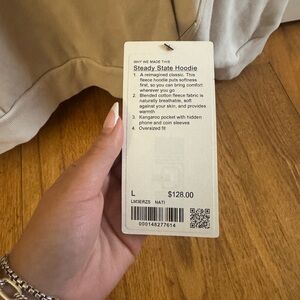 WHY WE MADE THIS
Steady State Hoodie
1. A reimagined classic. This
fleece hoodie puts softness
first, so you can bring comfort
wherever you go
2. Blended cotton fleece fabric is
naturally breathable, soft
against your skin, and provides
warmth
3. Kangaroo pocket with hidden
phone and coin sleeves
4. Oversized fit
L $128.00
LM3ERZS NATI
000148277614